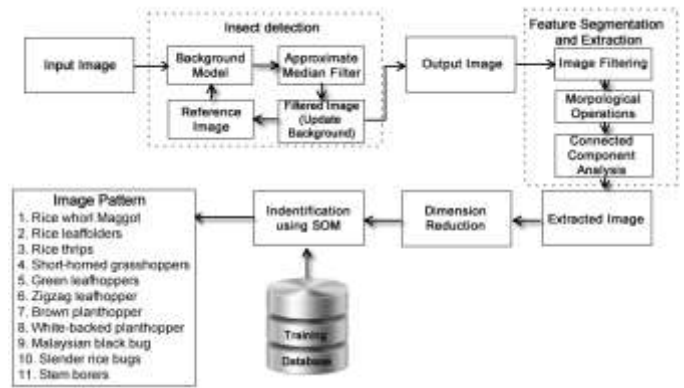 Insect detection
Input Image
Background
Model
Approximate
Median Filter
Reference
Image
Filtered Image
(Update
Background)
Output Image
Feature Segmentation
and Extraction
Image Filtering
Morpological
Operations
Connected
Component
Analysis
Extracted Image
Dimension
Reduction
Indentification
using SOM
Training
Database
Image Pattern
1. Rice whorl Maggot
2. Rice leaffolders
3. Rice thrips
4. Short-horned grasshoppers
5. Green leafhoppers
6. Zigzag leafhopper
7. Brown planthopper
8. White-backed planthopper
9. Malaysian black bug
10. Slender rice bugs
11. Stem borers